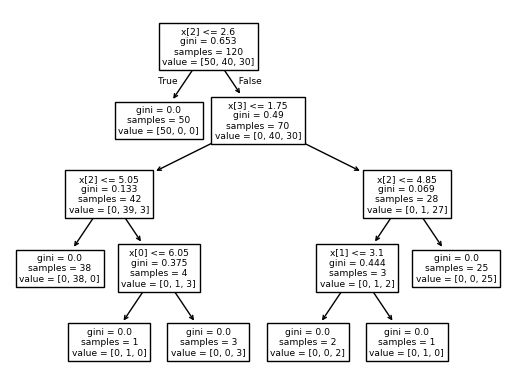 x[2] <= 2.6
gini = 0.653
samples = 120
value = [50, 40, 30]
True
False
gini = 0.0
samples = 50
value = [50, 0, 0]
x[3] <= 1.75
gini = 0.49
samples = 70
value = [0, 40, 30]
x[2] <= 5.05
gini = 0.133
samples = 42
value = [0, 39, 3]
x[2] <= 4.85
gini = 0.069
samples = 28
value = [0, 1, 27]
gini = 0.0
samples = 38
value = [0, 38, 0]
x[0] <= 6.05
gini = 0.375
samples = 4
value = [0, 1, 3]
x[1] <= 3.1
gini = 0.444
samples = 3
value = [0, 1, 2]
gini = 0.0
samples = 25
value = [0, 0, 25]
gini = 0.0
samples = 1
value = [0, 1, 0]
gini = 0.0
samples = 3
value = [0, 0, 3]
gini = 0.0
samples = 2
value = [0, 0, 2]
gini = 0.0
samples = 1
value = [0, 1, 0]